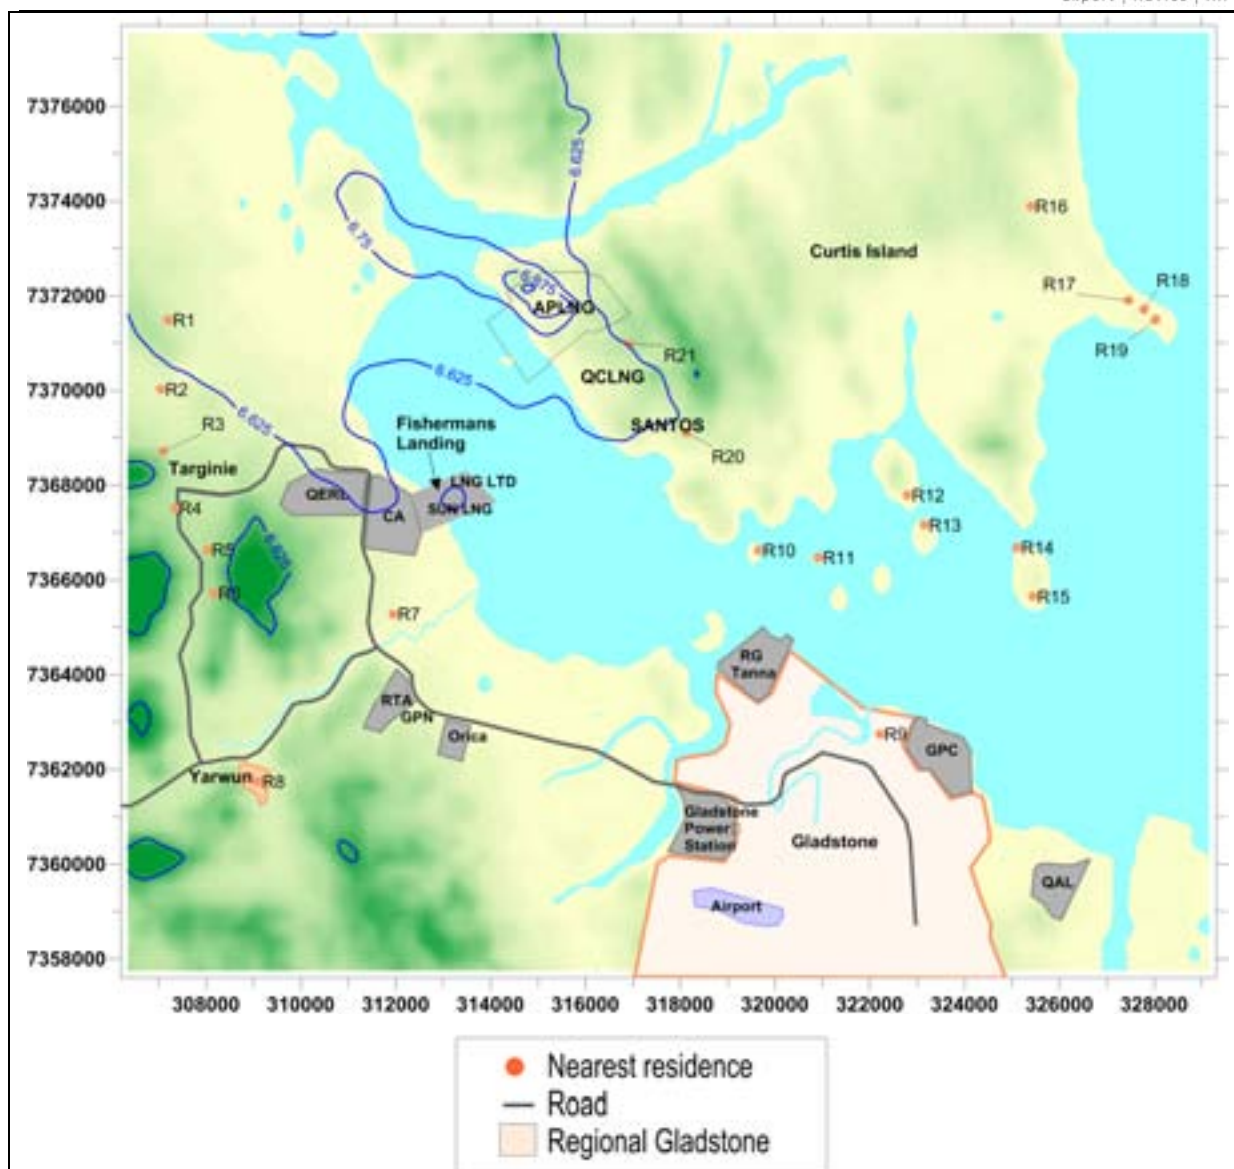 7376000
7374000
7372000
7370000
7368000
7366000
7364000
7362000
7360000
7358000
6.625
6.75
6.875
APLNG
Curtis Island
R16
R17
R18
R19
R1
R2
R3
R21
QCLNG
6.625
6.625
Fishermans
Landing
SANTOS
R20
Targinie
QERL
LNG LTD
SUN LNG
CA
R4
R5
6.625
R6
R7
R10
R11
R12
R13
R14
R15
RG
Tanna
RTA
GPN
Orica
R9
GPC
Yarwun
R8
Gladstone
Power
Station
Gladstone
QAL
Airport
308000 310000 312000 314000 316000 318000 320000 322000 324000 326000 328000
Nearest residence
Road
Regional Gladstone